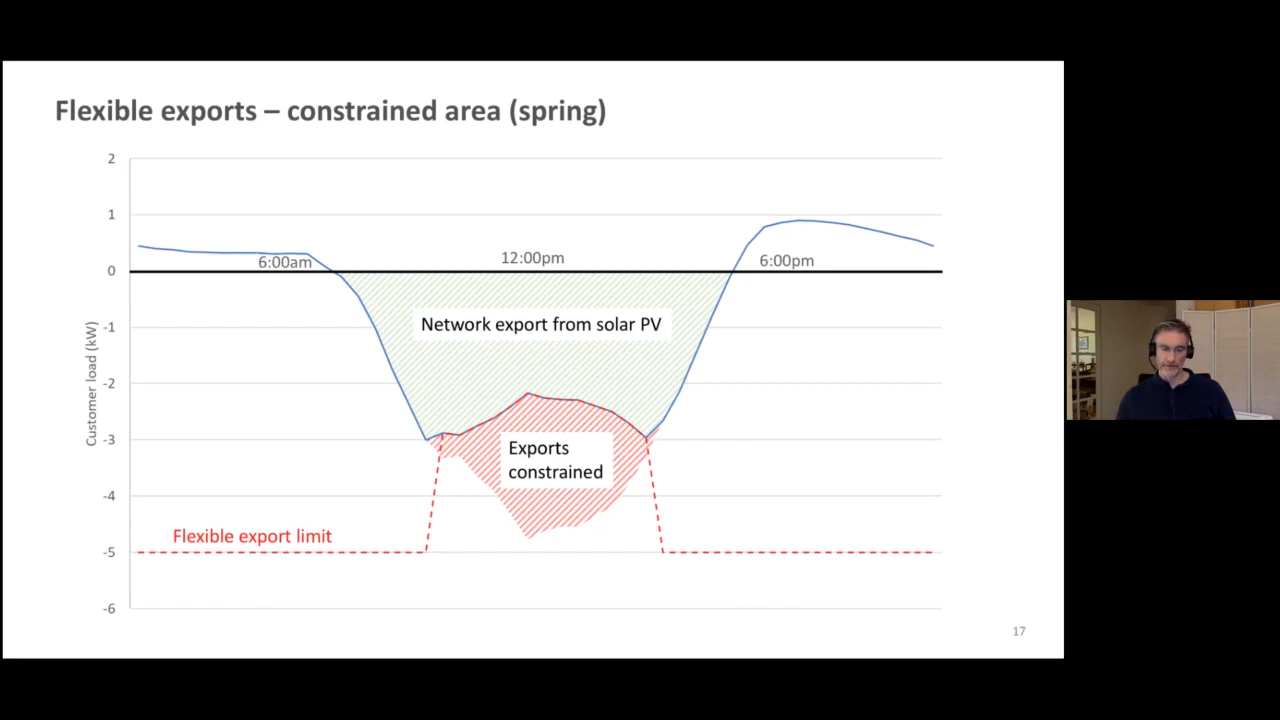 Flexible exports – constrained area (spring)
2
1
0
-1
-2
-3
-4
-5
-6
Customer load (kW)
6:00am
12:00pm
6:00pm
Network export from solar PV
Exports
constrained
Flexible export limit
17